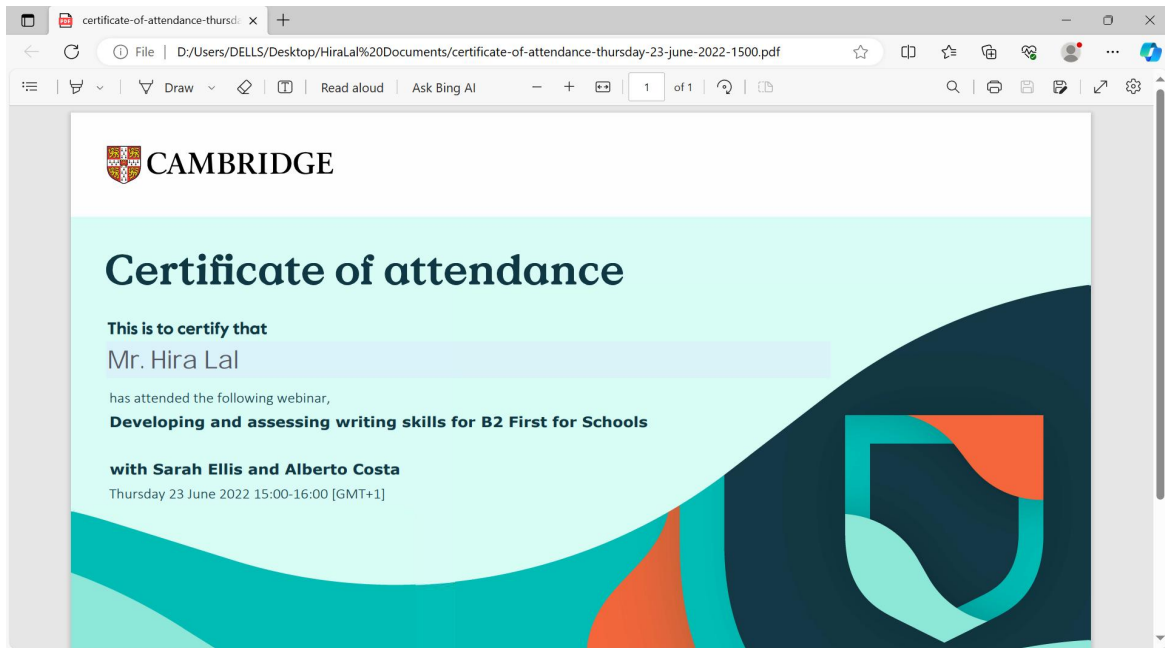 certificate-of-attendance-thursda
File | D:/Users/DELLS/Desktop/HiraLal%20Documents/certificate-of-attendance-thursday-23-june-2022-1500.pdf
Draw Read aloud Ask Bing AI 1 of 1
CAMBRIDGE
Certificate of attendance
This is to certify that
Mr. Hira Lal
has attended the following webinar,
Developing and assessing writing skills for B2 First for Schools
with Sarah Ellis and Alberto Costa
Thursday 23 June 2022 15:00-16:00 [GMT+1]